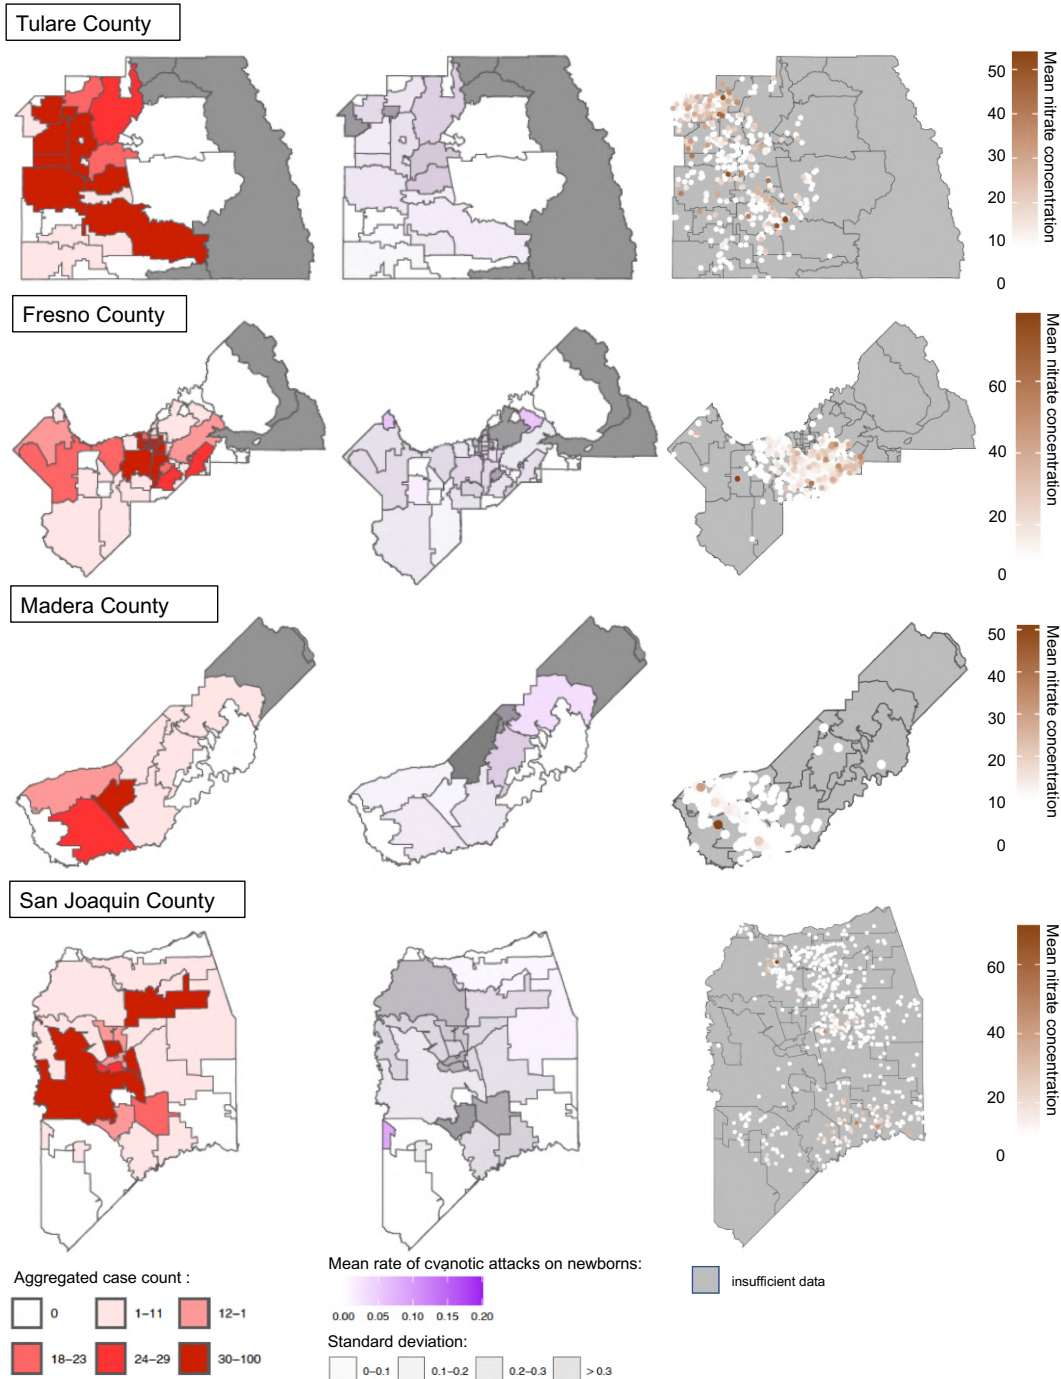 Tulare County
50
40
30
20
10
0
Mean nitrate concentration
Fresno County
60
40
20
0
Mean nitrate concentration
Madera County
50
40
30
20
10
0
Mean nitrate concentration
San Joaquin County
60
40
20
0
Mean nitrate concentration
Aggregated case count :
0
1–11
12–1
18–23
24–29
30–100
Mean rate of cyanotic attacks on newborns:
0.00 0.05 0.10 0.15 0.20
Standard deviation:
0–0.1
0.1–0.2
0.2–0.3
> 0.3
insufficient data